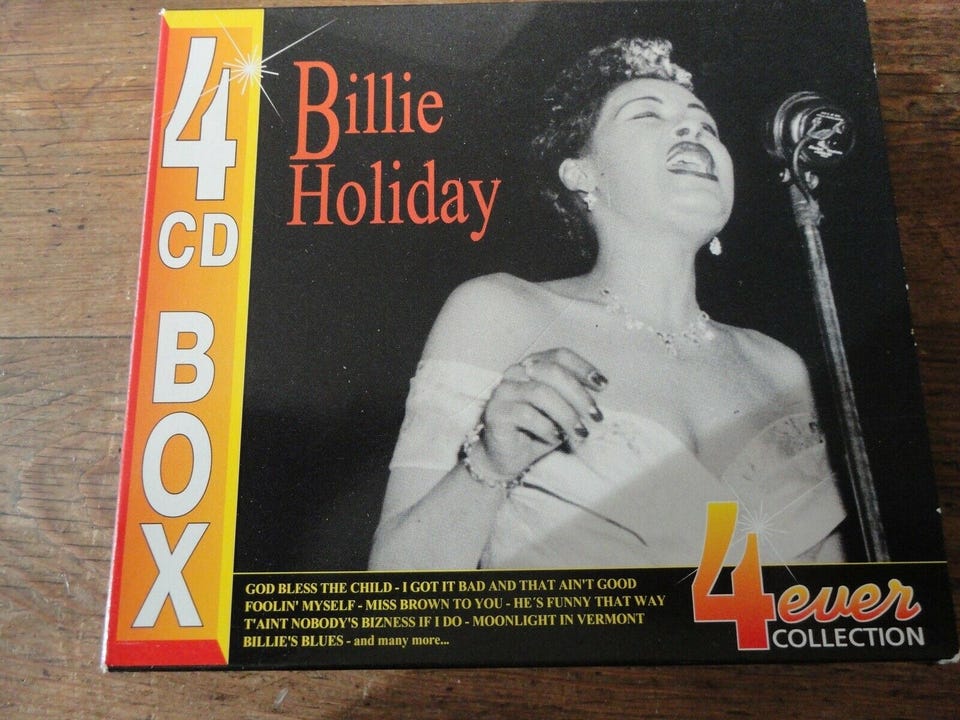 4
CD
BOX
Billie
Holiday
GOD BLESS THE CHILD - I GOT IT BAD AND THAT AIN'T GOOD
FOOLIN' MYSELF - MISS BROWN TO YOU - HE´S FUNNY THAT WAY
T'AINT NOBODY'S BIZNESS IF I DO - MOONLIGHT IN VERMONT
BILLIE'S BLUES - and many more...
4ever
COLLECTION